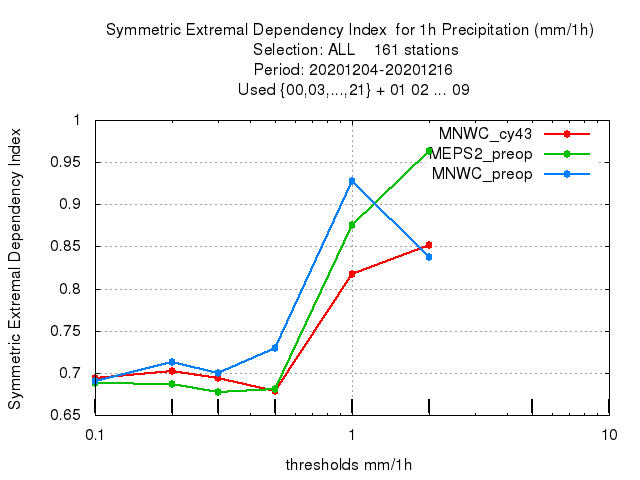 Symmetric Extremal Dependency Index  for 1h Precipitation (mm/1h)
Selection: ALL    161 stations
Period: 20201204-20201216
Used {00,03,...,21} + 01 02 ... 09
Symmetric Extremal Dependency Index
1
0.95
0.9
0.85
0.8
0.75
0.7
0.65
MNWC_cy43
MEPS2_preop
MNWC_preop
0.1
1
10
thresholds mm/1h